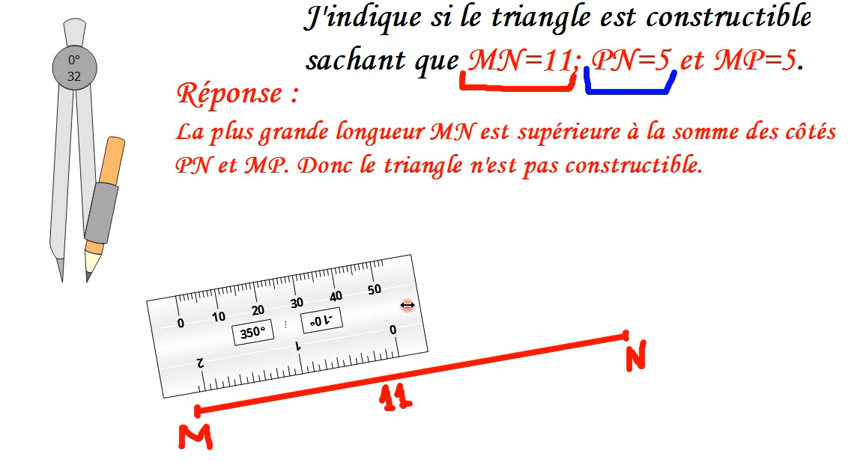 J'indique si le triangle est constructible
sachant que MN=11; PN=5 et MP=5.
Réponse :
La plus grande longueur MN est supérieure à la somme des côtés
PN et MP. Donc le triangle n'est pas constructible.
0°
32
0 10 20 30 40 50
350° -10°
2 1 0
M 11 N